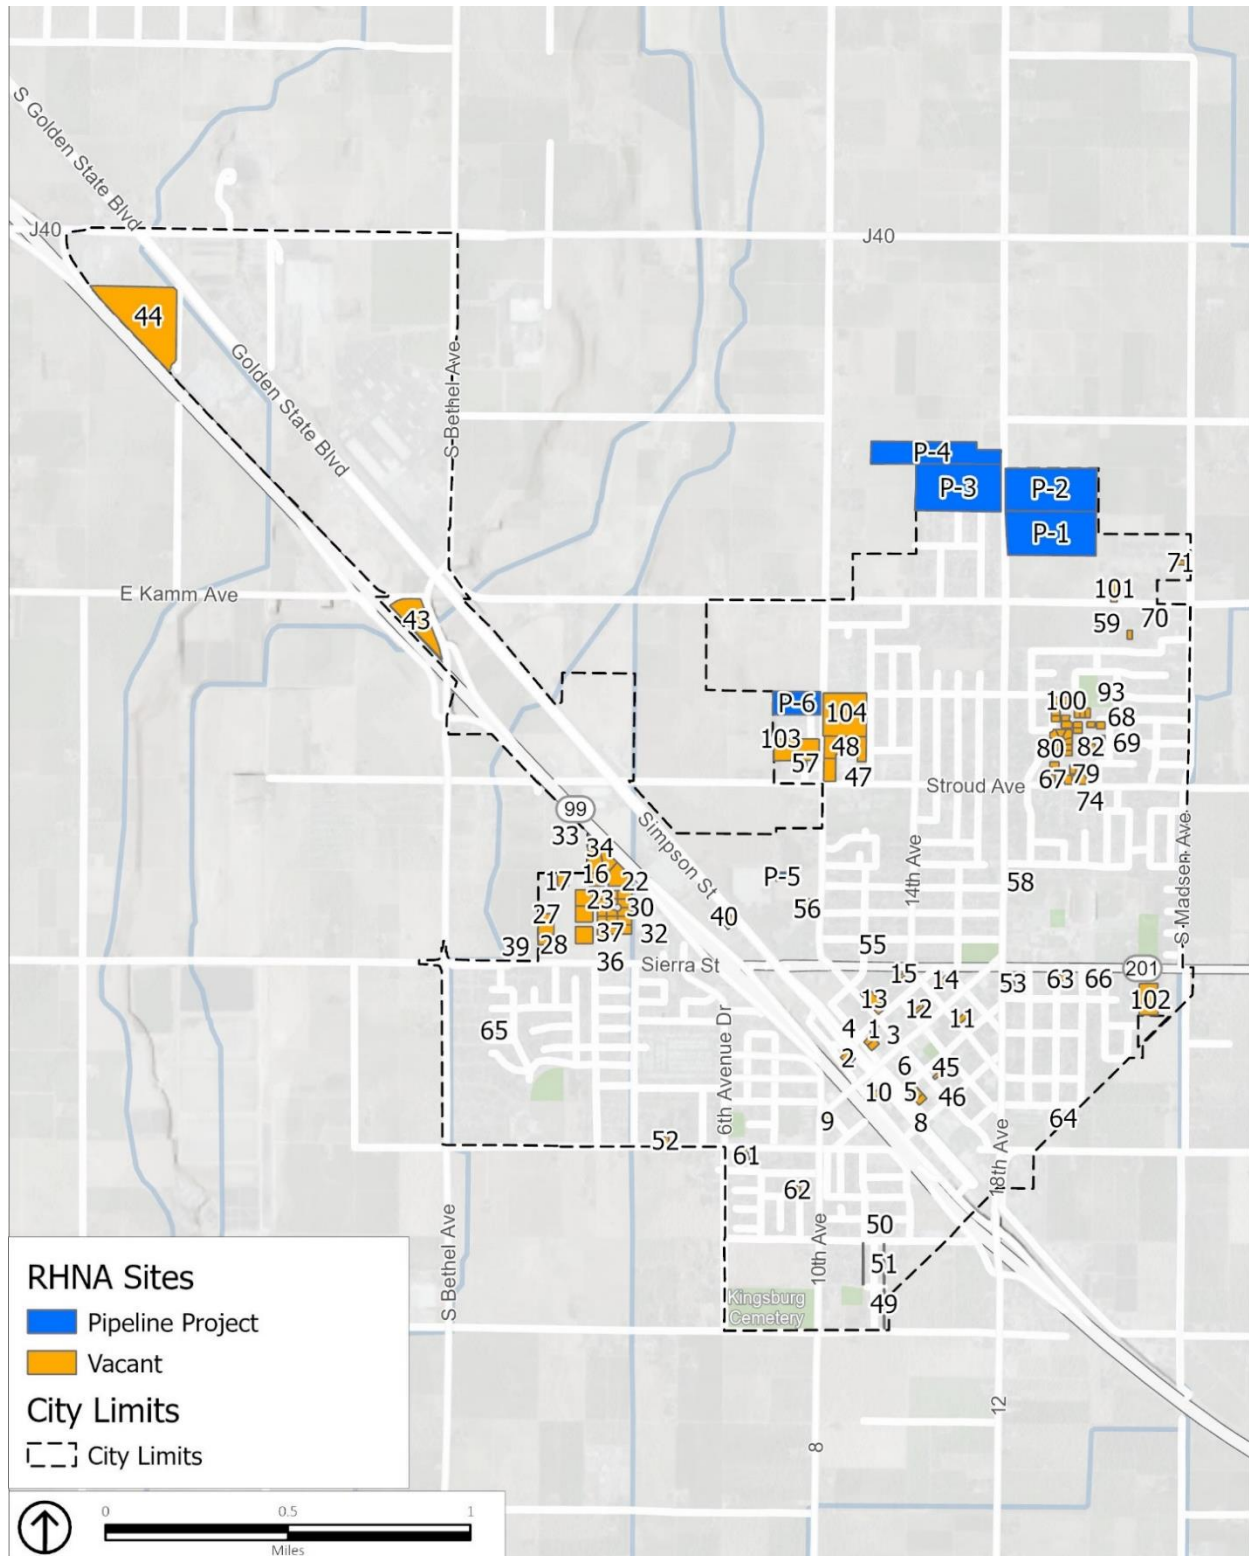 S Golden State Blvd
J40
J40
44
Golden State Blvd
S Bethel Ave
P-4
P-3
P-2
P-1
71
E Kamm Ave
43
101
59
70
P-6
104
100
93
68
103
57
48
47
80
82
69
67
79
74
Stroud Ave
99
33
34
Simpson St
16
17
22
23
27
30
37
32
28
39
36
P-5
40
56
14th Ave
58
S Madsen Ave
55
Sierra St
15
14
53
63
66
201
102
13
12
11
65
4
1
3
2
6th Avenue Dr
6
45
10
5
46
9
8
64
52
61
18th Ave
62
50
10th Ave
51
S Bethel Ave
49
Kingsburg
Cemetery
12
8
RHNA Sites
Pipeline Project
Vacant
City Limits
City Limits
0
0.5
1
Miles